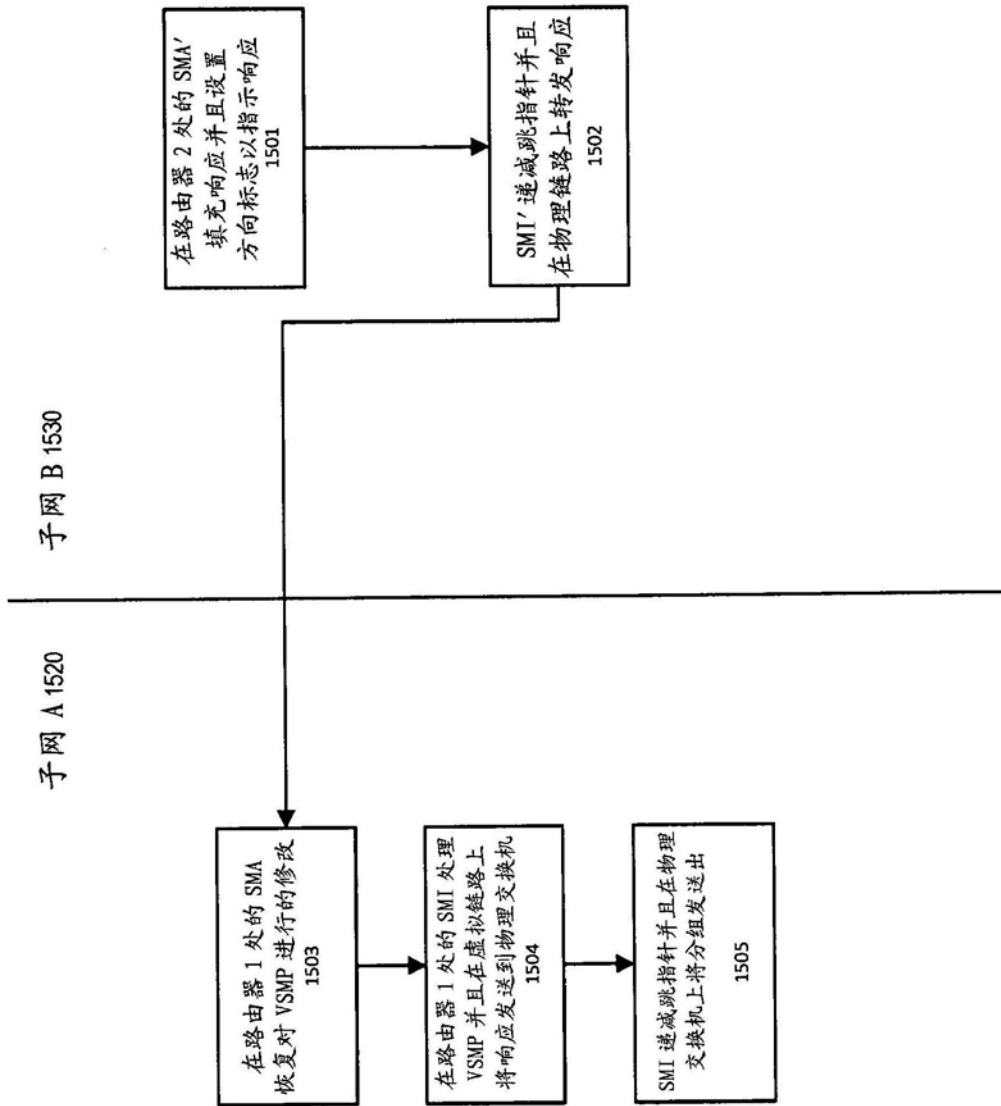 子网 A 1520
子网 B 1530
在路由器 2 处的 SMA'
填充响应并且设置
方向标志以指示响应
1501
SMI' 递减跳指针并且
在物理链路上转发响应
1502
在路由器 1 处的 SMA
恢复对 VSMP 进行的修改
1503
在路由器 1 处的 SMI 处理
VSMP 并且在虚拟链路上
将响应发送到物理交换机
1504
SMI 递减跳指针并且在物理
交换机上将分组发送出
1505